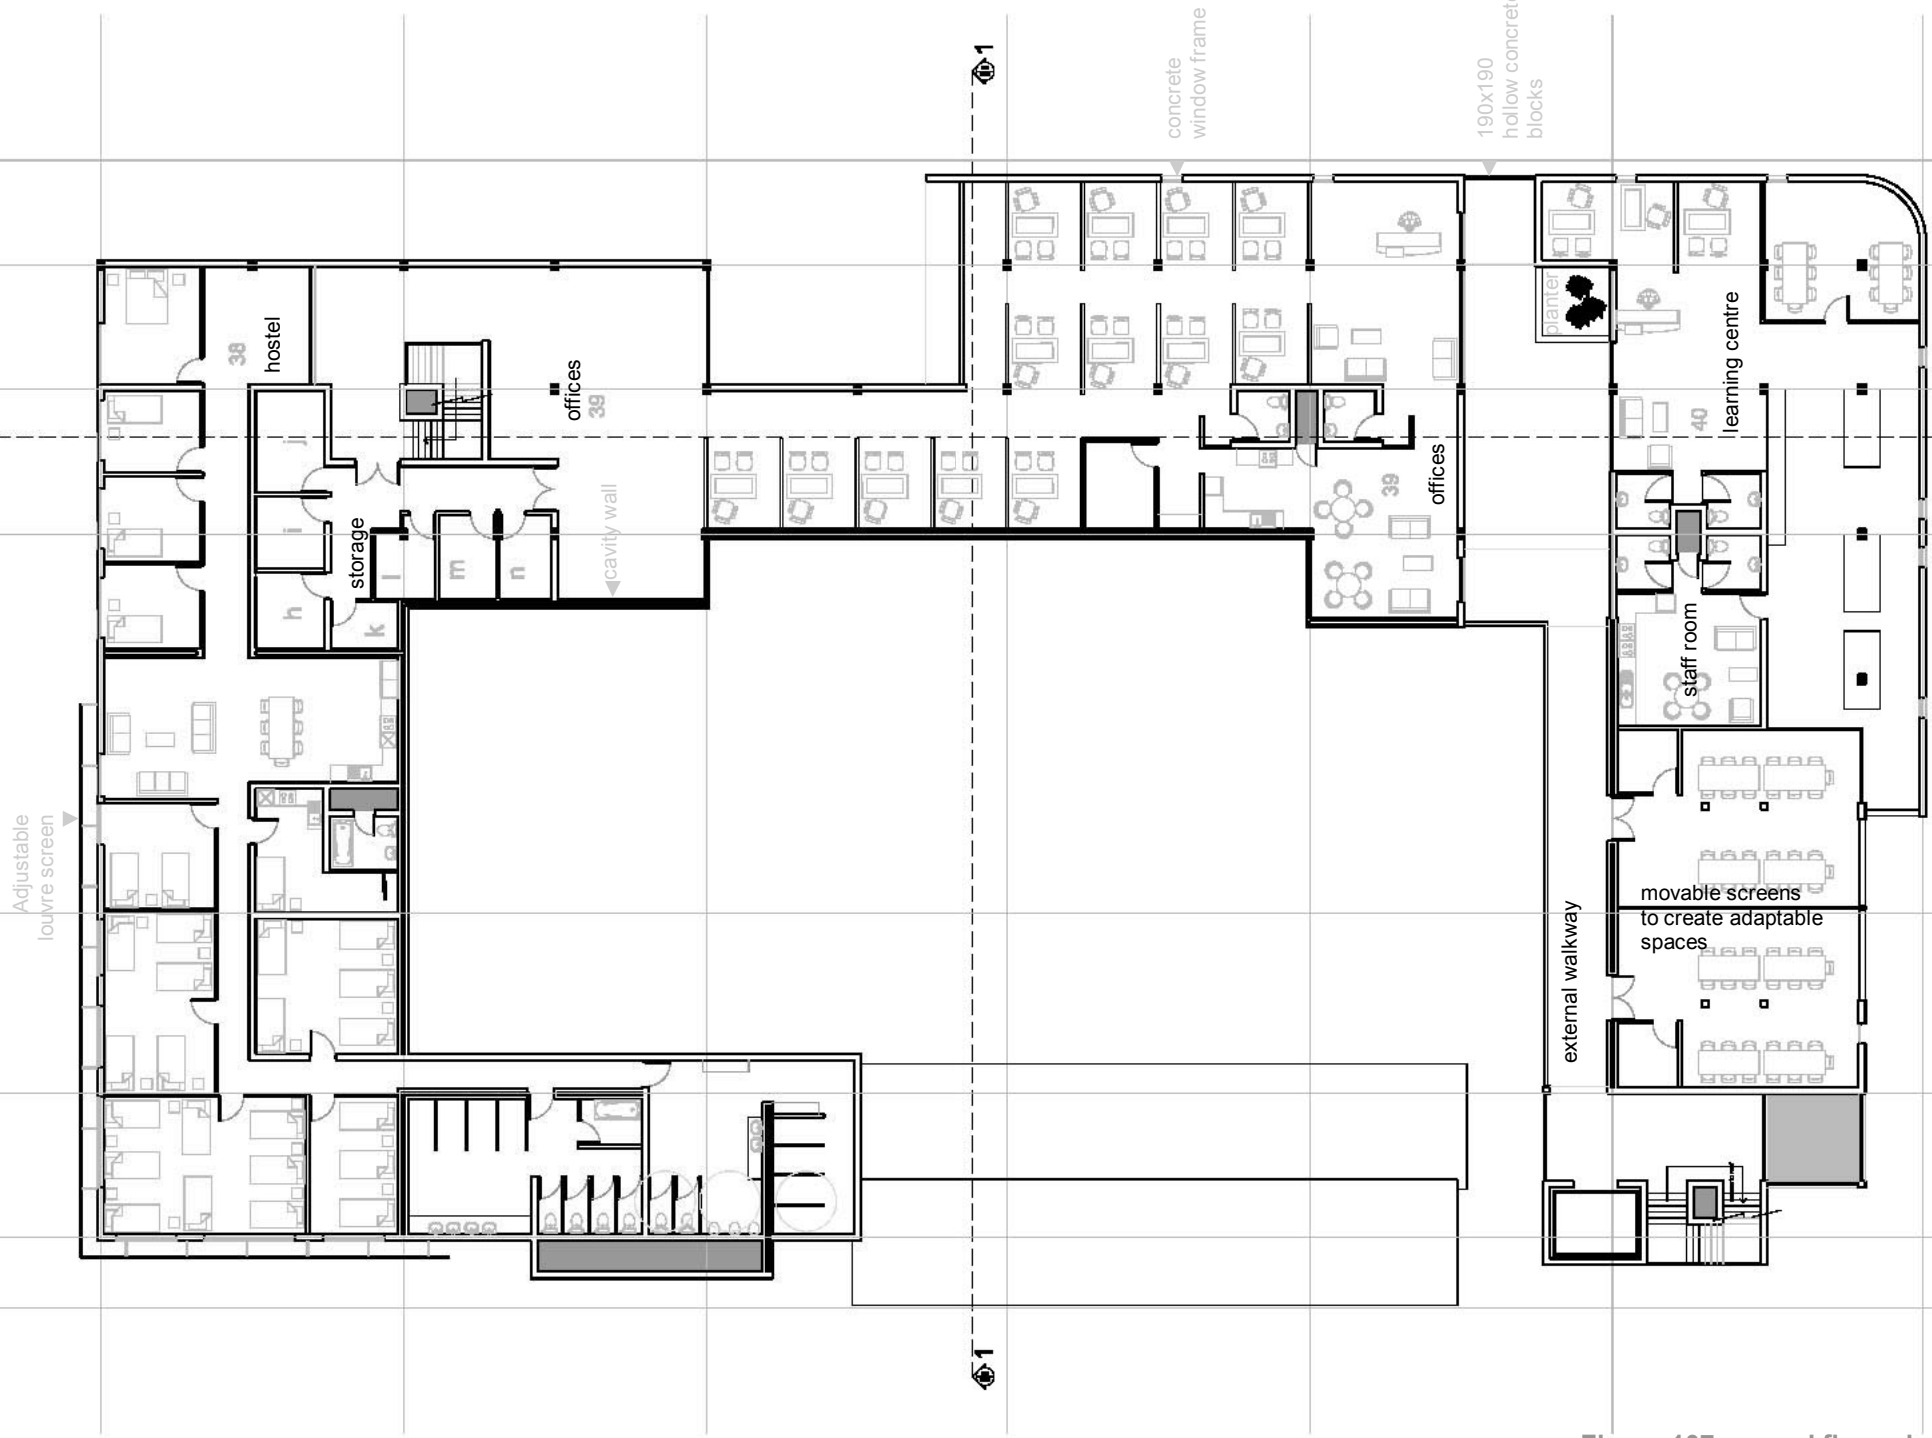 1
concrete
window frame
190x190
hollow concrete
blocks
planter
38
hostel
offices
39
learning centre
40
j
i
h
storage
l
m
n
k
cavity wall
39
offices
staff room
Adjustable
louvre screen
movable screens
to create adaptable
spaces
external walkway
1